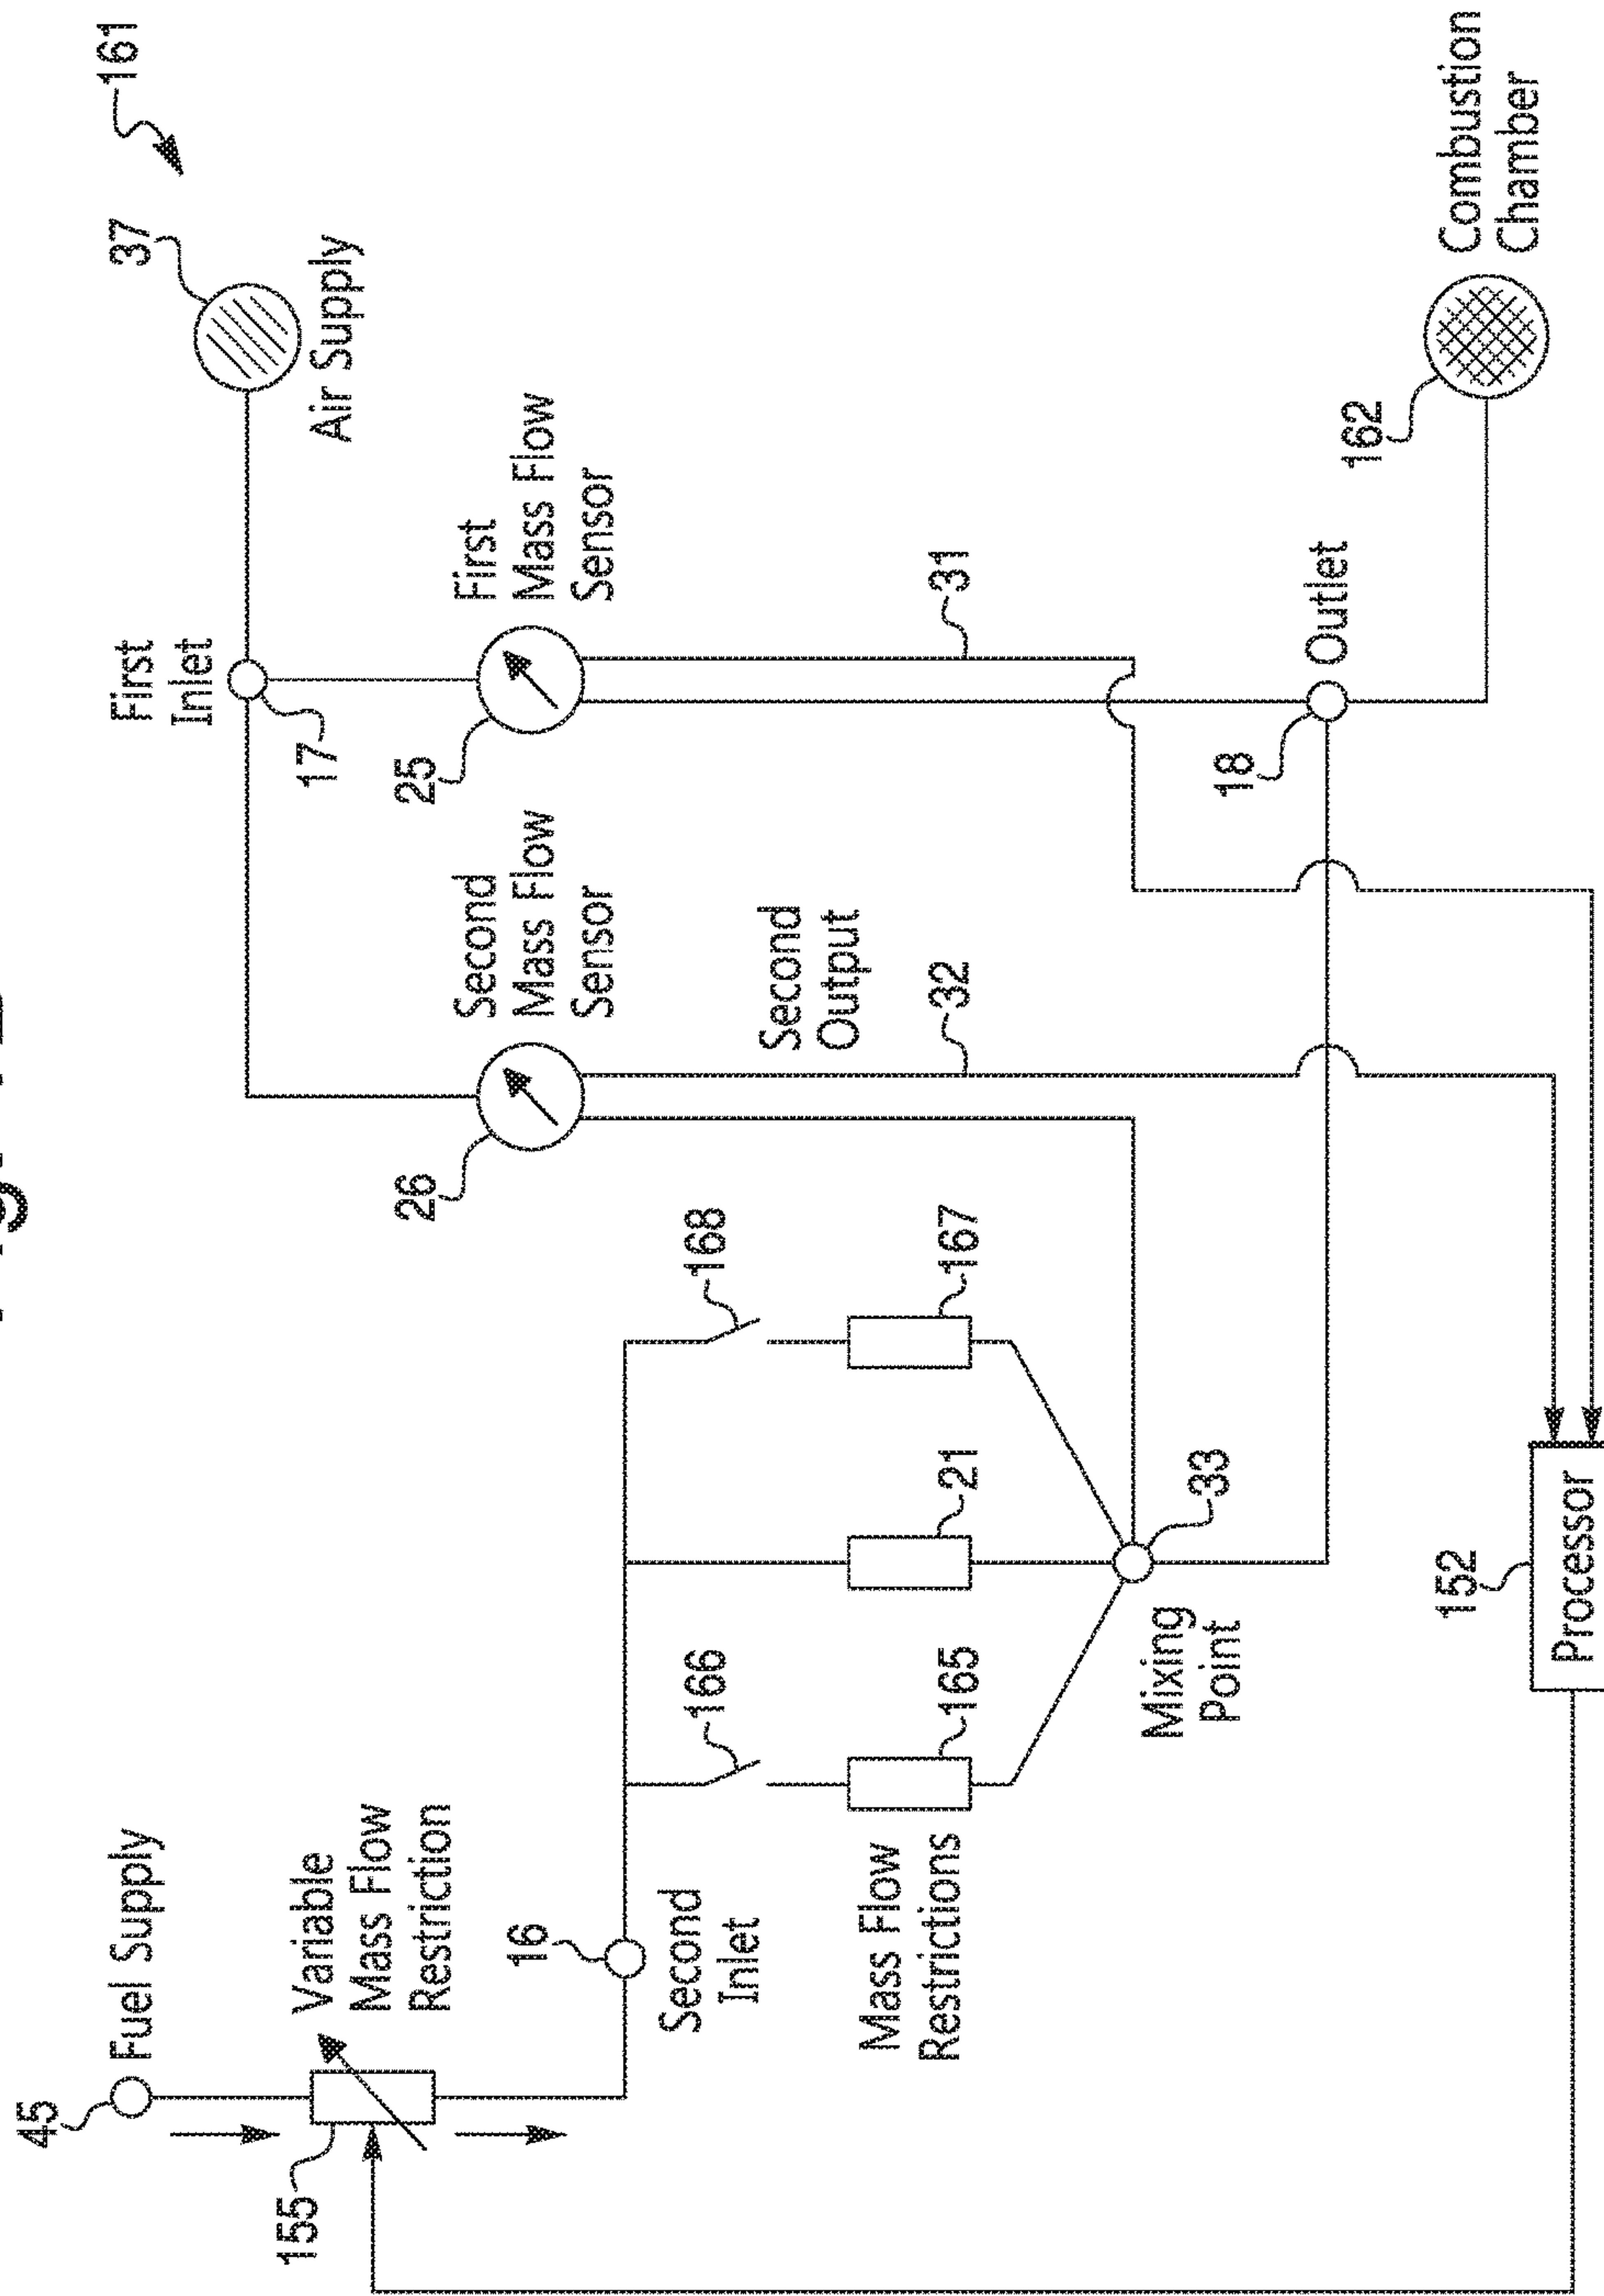 45
Fuel Supply
First
Inlet
37
161
155
Variable
Mass Flow
Restriction
17
Air Supply
16
26
Second
Mass Flow
Sensor
25
First
Mass Flow
Sensor
Second
Inlet
166
168
Second
Output
Mass Flow
Restrictions
165
21
167
32
31
Mixing
Point
33
18
Outlet
162
152
Processor
Combustion
Chamber